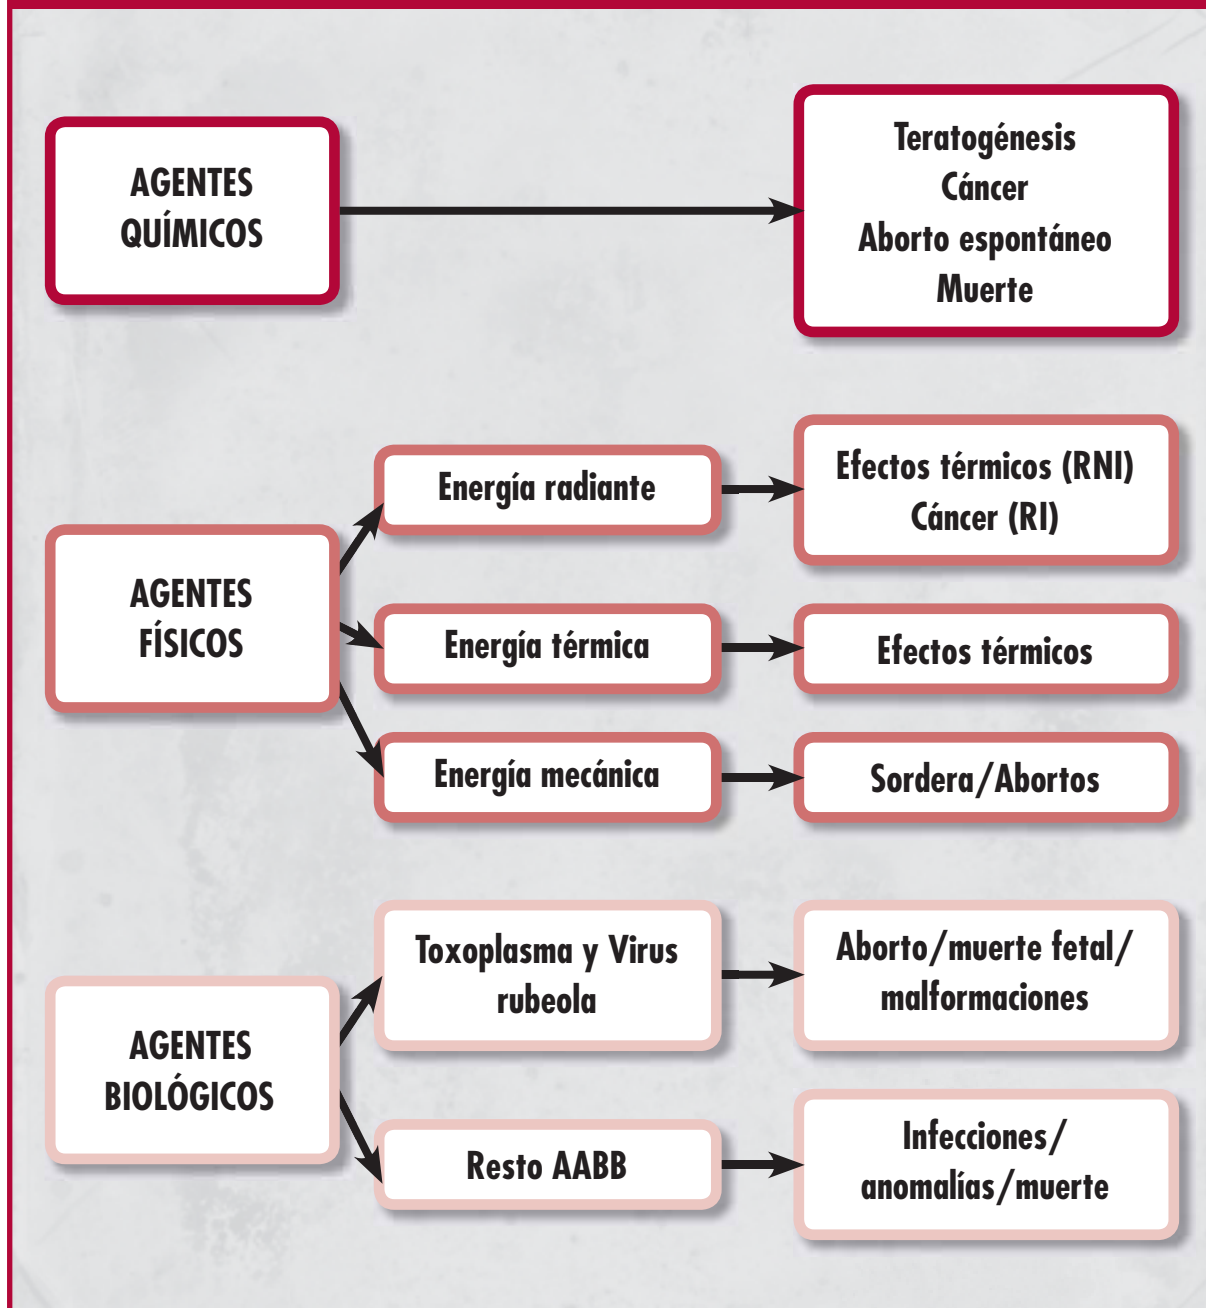 AGENTES
QUÍMICOS
Teratogénesis
Cáncer
Aborto espontáneo
Muerte
AGENTES
FÍSICOS
Energía radiante
Efectos térmicos (RNI)
Cáncer (RI)
Energía térmica
Efectos térmicos
Energía mecánica
Sordera/Abortos
AGENTES
BIOLÓGICOS
Toxoplasma y Virus
rubeola
Aborto/muerte fetal/
malformaciones
Resto AABB
Infecciones/
anomalías/muerte